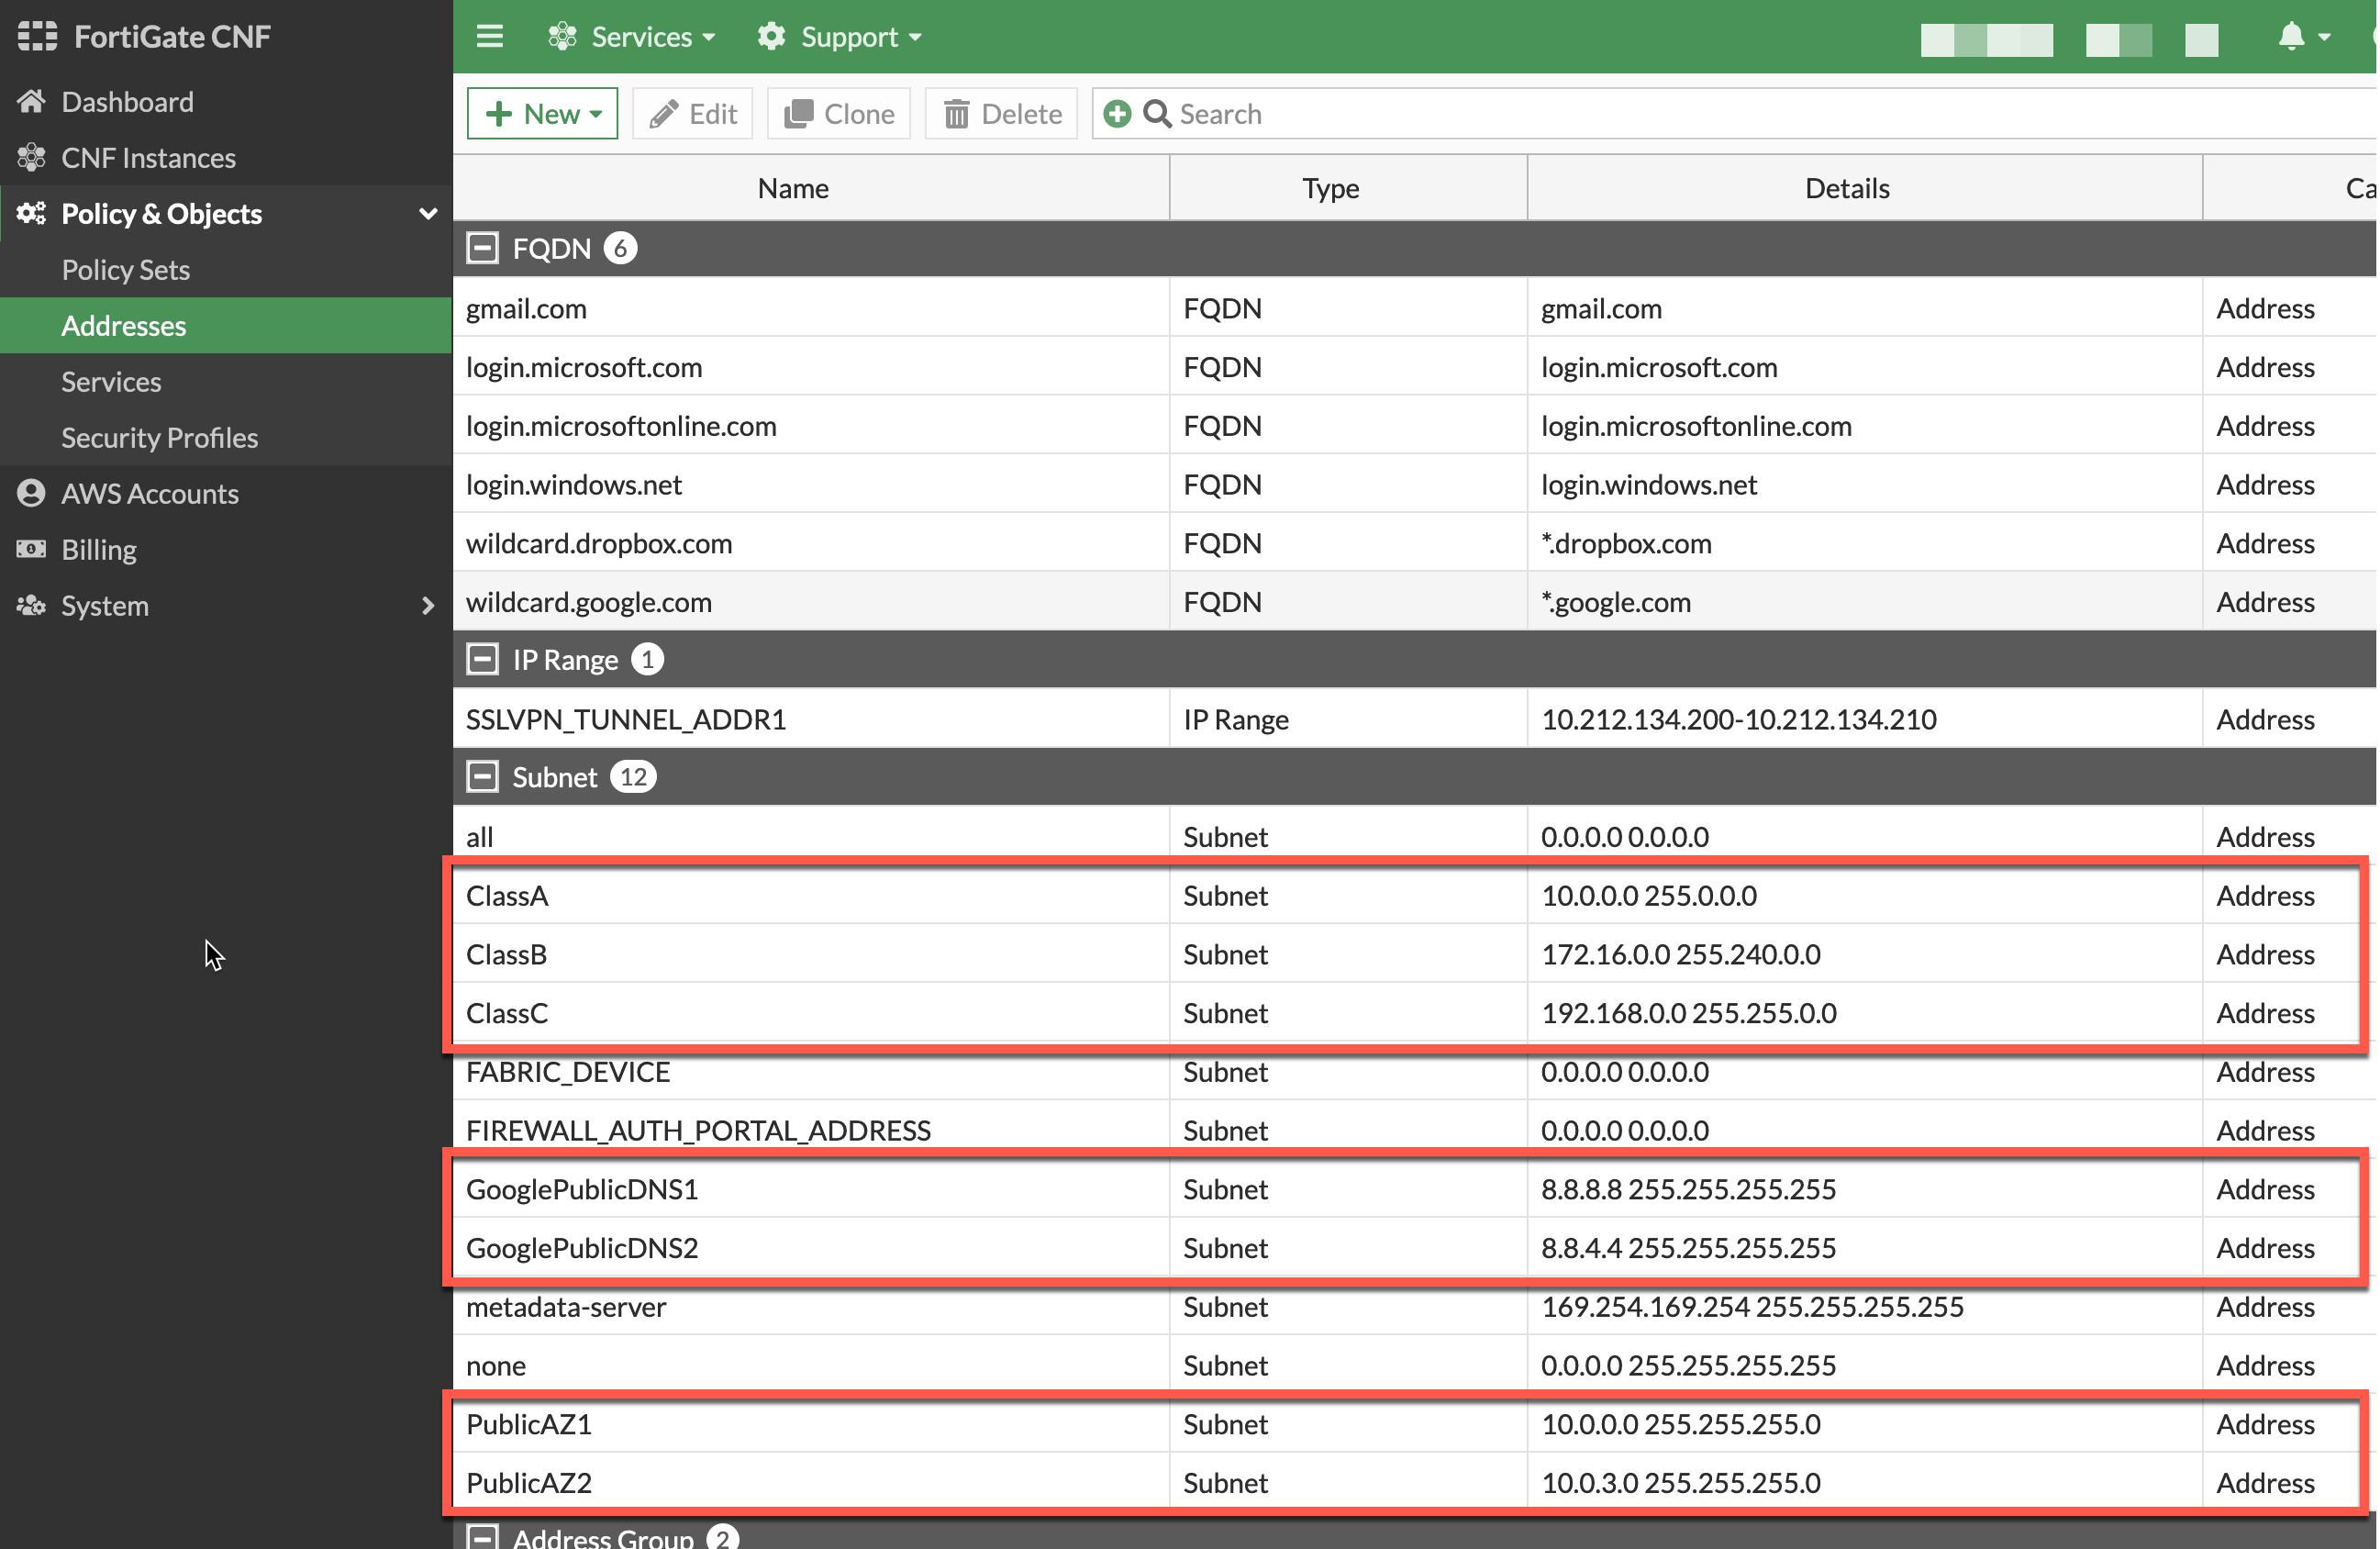 FortiGate CNF
Services
Support
Dashboard
CNF Instances
Policy & Objects
Policy Sets
Addresses
Services
Security Profiles
AWS Accounts
Billing
System
New Edit Clone Delete Search
Name Type Details Ca
FQDN 6
gmail.com FQDN gmail.com Address
login.microsoft.com FQDN login.microsoft.com Address
login.microsoftonline.com FQDN login.microsoftonline.com Address
login.windows.net FQDN login.windows.net Address
wildcard.dropbox.com FQDN *.dropbox.com Address
wildcard.google.com FQDN *.google.com Address
IP Range 1
SSLVPN_TUNNEL_ADDR1 IP Range 10.212.134.200-10.212.134.210 Address
Subnet 12
all Subnet 0.0.0.0 0.0.0.0 Address
ClassA Subnet 10.0.0.0 255.0.0.0 Address
ClassB Subnet 172.16.0.0 255.240.0.0 Address
ClassC Subnet 192.168.0.0 255.255.0.0 Address
FABRIC_DEVICE Subnet 0.0.0.0 0.0.0.0 Address
FIREWALL_AUTH_PORTAL_ADDRESS Subnet 0.0.0.0 0.0.0.0 Address
GooglePublicDNS1 Subnet 8.8.8.8 255.255.255.255 Address
GooglePublicDNS2 Subnet 8.8.4.4 255.255.255.255 Address
metadata-server Subnet 169.254.169.254 255.255.255.255 Address
none Subnet 0.0.0.0 255.255.255.255 Address
PublicAZ1 Subnet 10.0.0.0 255.255.255.0 Address
PublicAZ2 Subnet 10.0.3.0 255.255.255.0 Address
Address Group 2